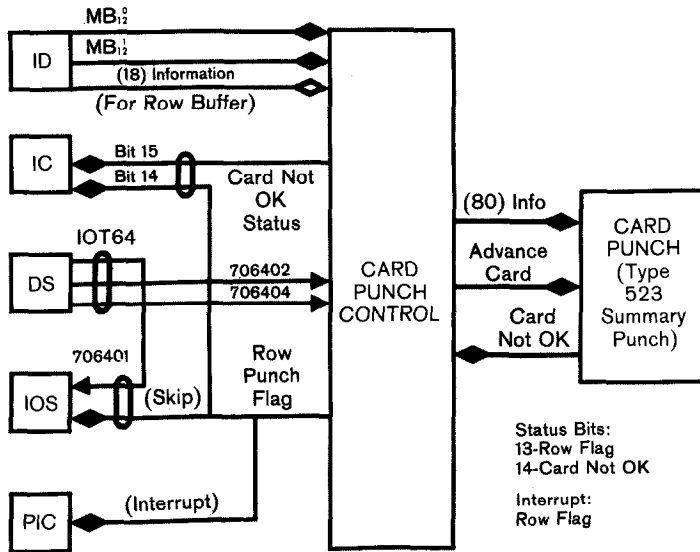 MB₁₂⁰
ID
MB₁₂¹
(18) Information
(For Row Buffer)
IC
Bit 15
Bit 14
Card Not
OK
Status
IOT64
DS
706402
706404
706401
IOS
(Skip)
Row
Punch
Flag
PIC
(Interrupt)
CARD
PUNCH
CONTROL
(80) Info
Advance
Card
Card
Not OK
CARD
PUNCH
(Type
523
Summary
Punch)
Status Bits:
13-Row Flag
14-Card Not OK
Interrupt:
Row Flag